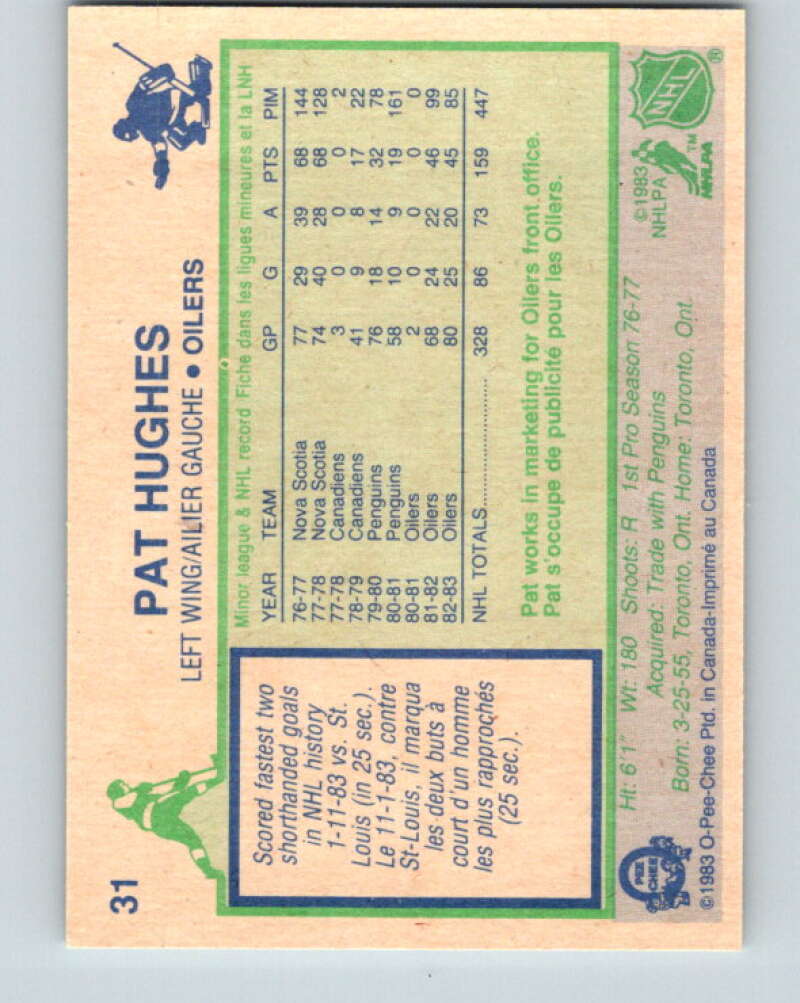 31
PAT HUGHES
LEFT WING/AILIER GAUCHE • OILERS
Scored fastest two
shorthanded goals
in NHL history
1-11-83 vs. St.
Louis (in 25 sec.).
Le 11-1-83, contre
St-Louis, il marqua
les deux buts à
court d'un homme
les plus rapprochés
(25 sec.).
Minor league & NHL record Fiche dans les ligues mineures et la LNH
YEAR TEAM GP G A PTS PIM
76-77 Nova Scotia 77 29 39 68 144
77-78 Nova Scotia 74 40 28 68 128
77-78 Canadiens 3 0 0 0 2
78-79 Canadiens 41 9 8 17 22
79-80 Penguins 76 18 14 32 78
80-81 Penguins 58 10 9 19 161
80-81 Oilers 2 0 0 0 0
81-82 Oilers 68 24 22 46 99
82-83 Oilers 80 25 20 45 85
NHL TOTALS.................... 328 86 73 159 447
Pat works in marketing for Oilers front office.
Pat s'occupe de publicite pour les Oilers.
Ht: 6'1" Wt: 180 Shoots: R 1st Pro Season 76-77
Acquired: Trade with Penguins
Born: 3-25-55, Toronto, Ont. Home: Toronto, Ont.
©1983 O-Pee-Chee Ptd. in Canada-Imprimé au Canada
O
PEE
CHEE
©1983
NHLPA
NHLPA
TM
NHL
®